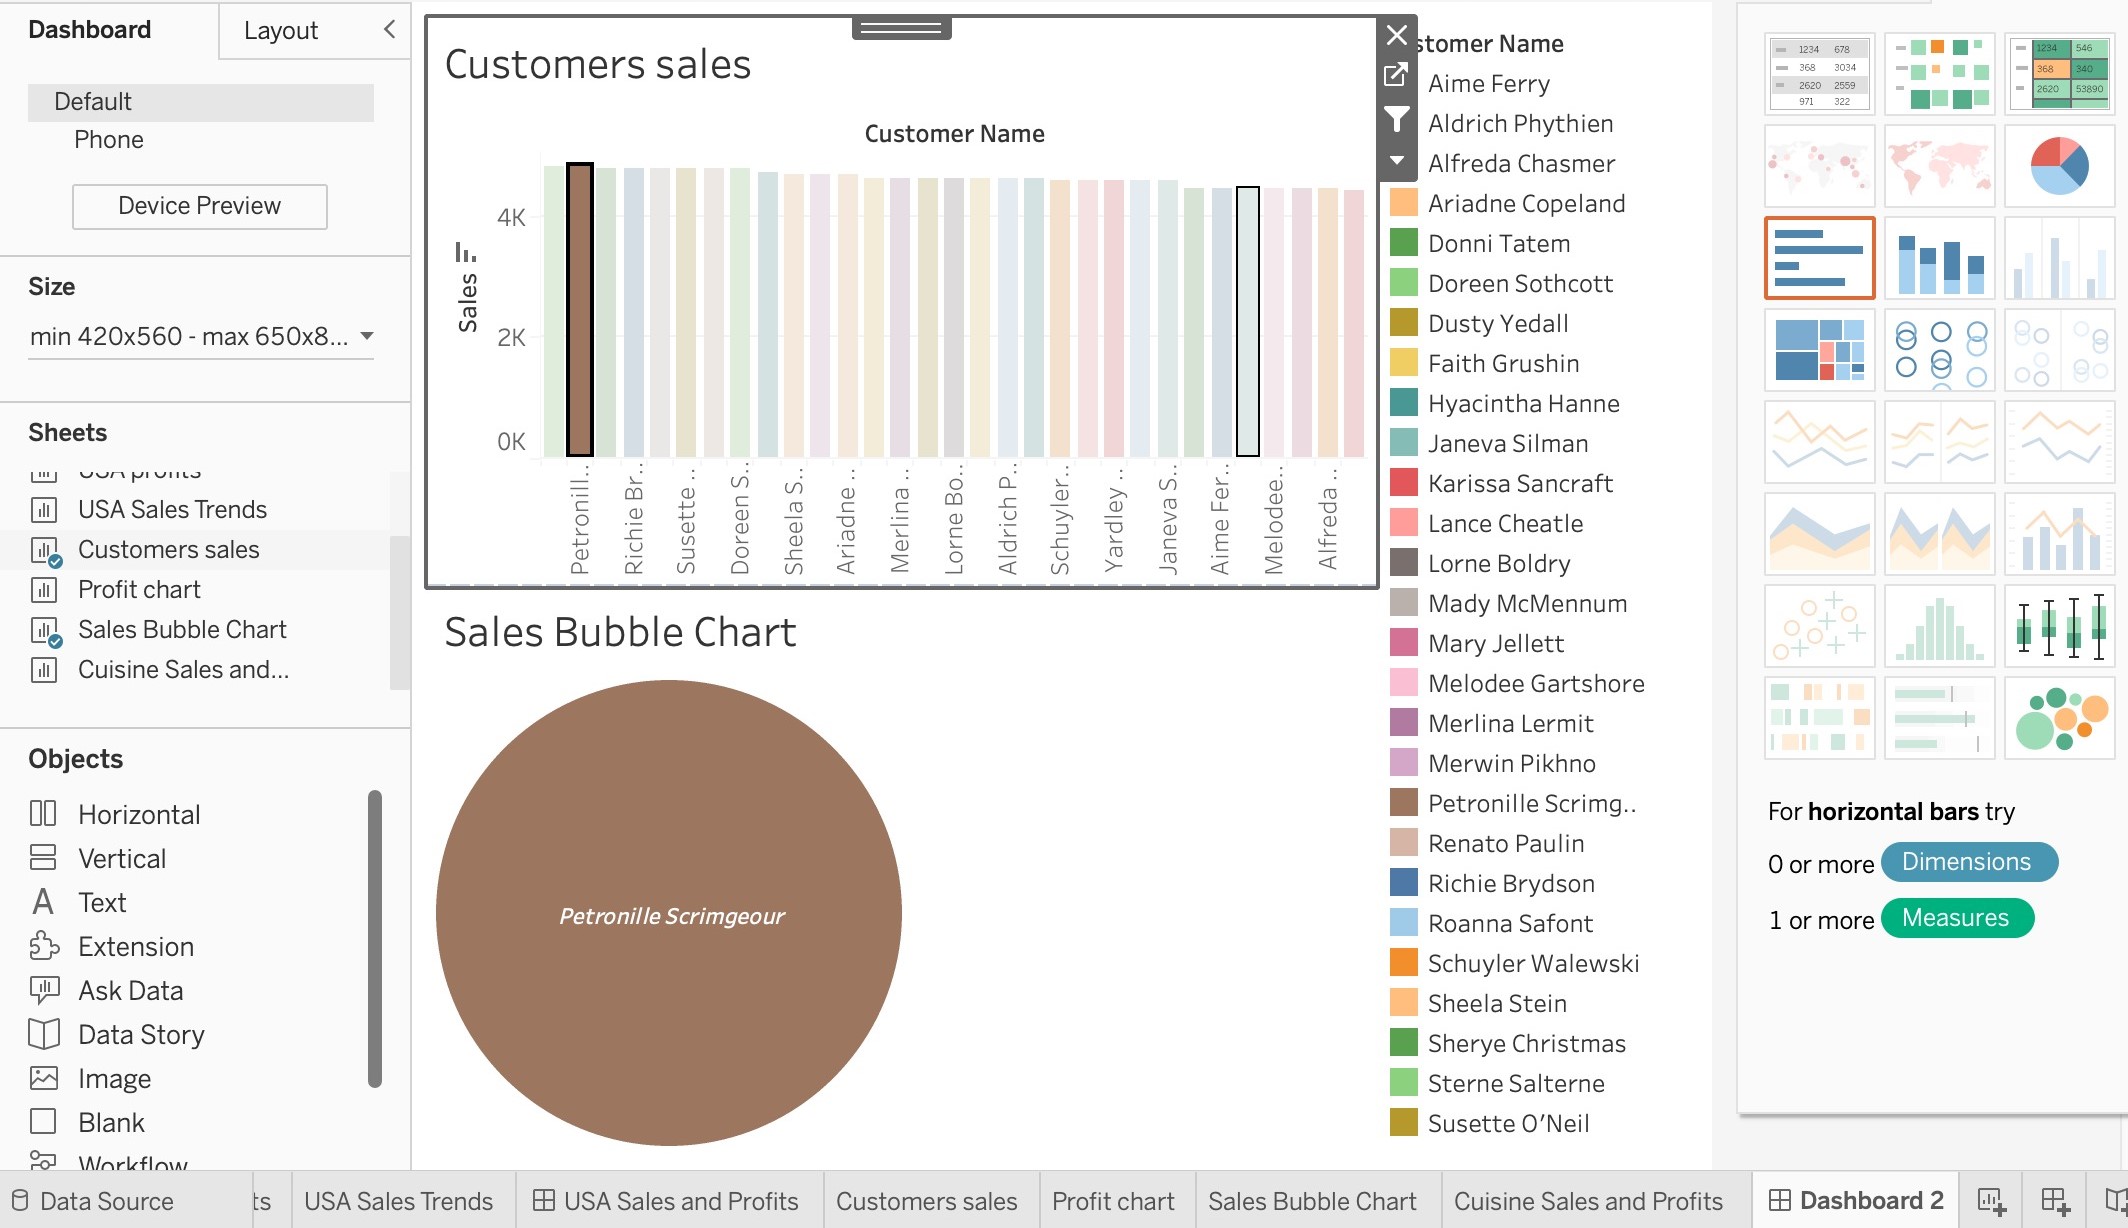 Dashboard
Layout
Default
Phone
Device Preview
Size
min 420x560 - max 650x8...
Sheets
USA profits
USA Sales Trends
Customers sales
Profit chart
Sales Bubble Chart
Cuisine Sales and...
Objects
Horizontal
Vertical
Text
Extension
Ask Data
Data Story
Image
Blank
Workflow
Customers sales
Customer Name
Sales
4K
2K
0K
Petronill..
Richie Br..
Susette ..
Doreen S..
Sheela S..
Ariadne ..
Merlina ..
Lorne Bo..
Aldrich P..
Schuyler..
Yardley ..
Janeva S..
Aime Fer..
Melodee..
Alfreda ..
Sales Bubble Chart
Petronille Scrimgeour
stomer Name
Aime Ferry
Aldrich Phythien
Alfreda Chasmer
Ariadne Copeland
Donni Tatem
Doreen Sothcott
Dusty Yedall
Faith Grushin
Hyacintha Hanne
Janeva Silman
Karissa Sancraft
Lance Cheatle
Lorne Boldry
Mady McMennum
Mary Jellett
Melodee Gartshore
Merlina Lermit
Merwin Pikhno
Petronille Scrimg..
Renato Paulin
Richie Brydson
Roanna Safont
Schuyler Walewski
Sheela Stein
Sherye Christmas
Sterne Salterne
Susette O'Neil
1234 678
368 3034
2620 2559
971 322
1234 546
368 340
2620 53890
For horizontal bars try
0 or more Dimensions
1 or more Measures
Data Source
ts
USA Sales Trends
USA Sales and Profits
Customers sales
Profit chart
Sales Bubble Chart
Cuisine Sales and Profits
Dashboard 2